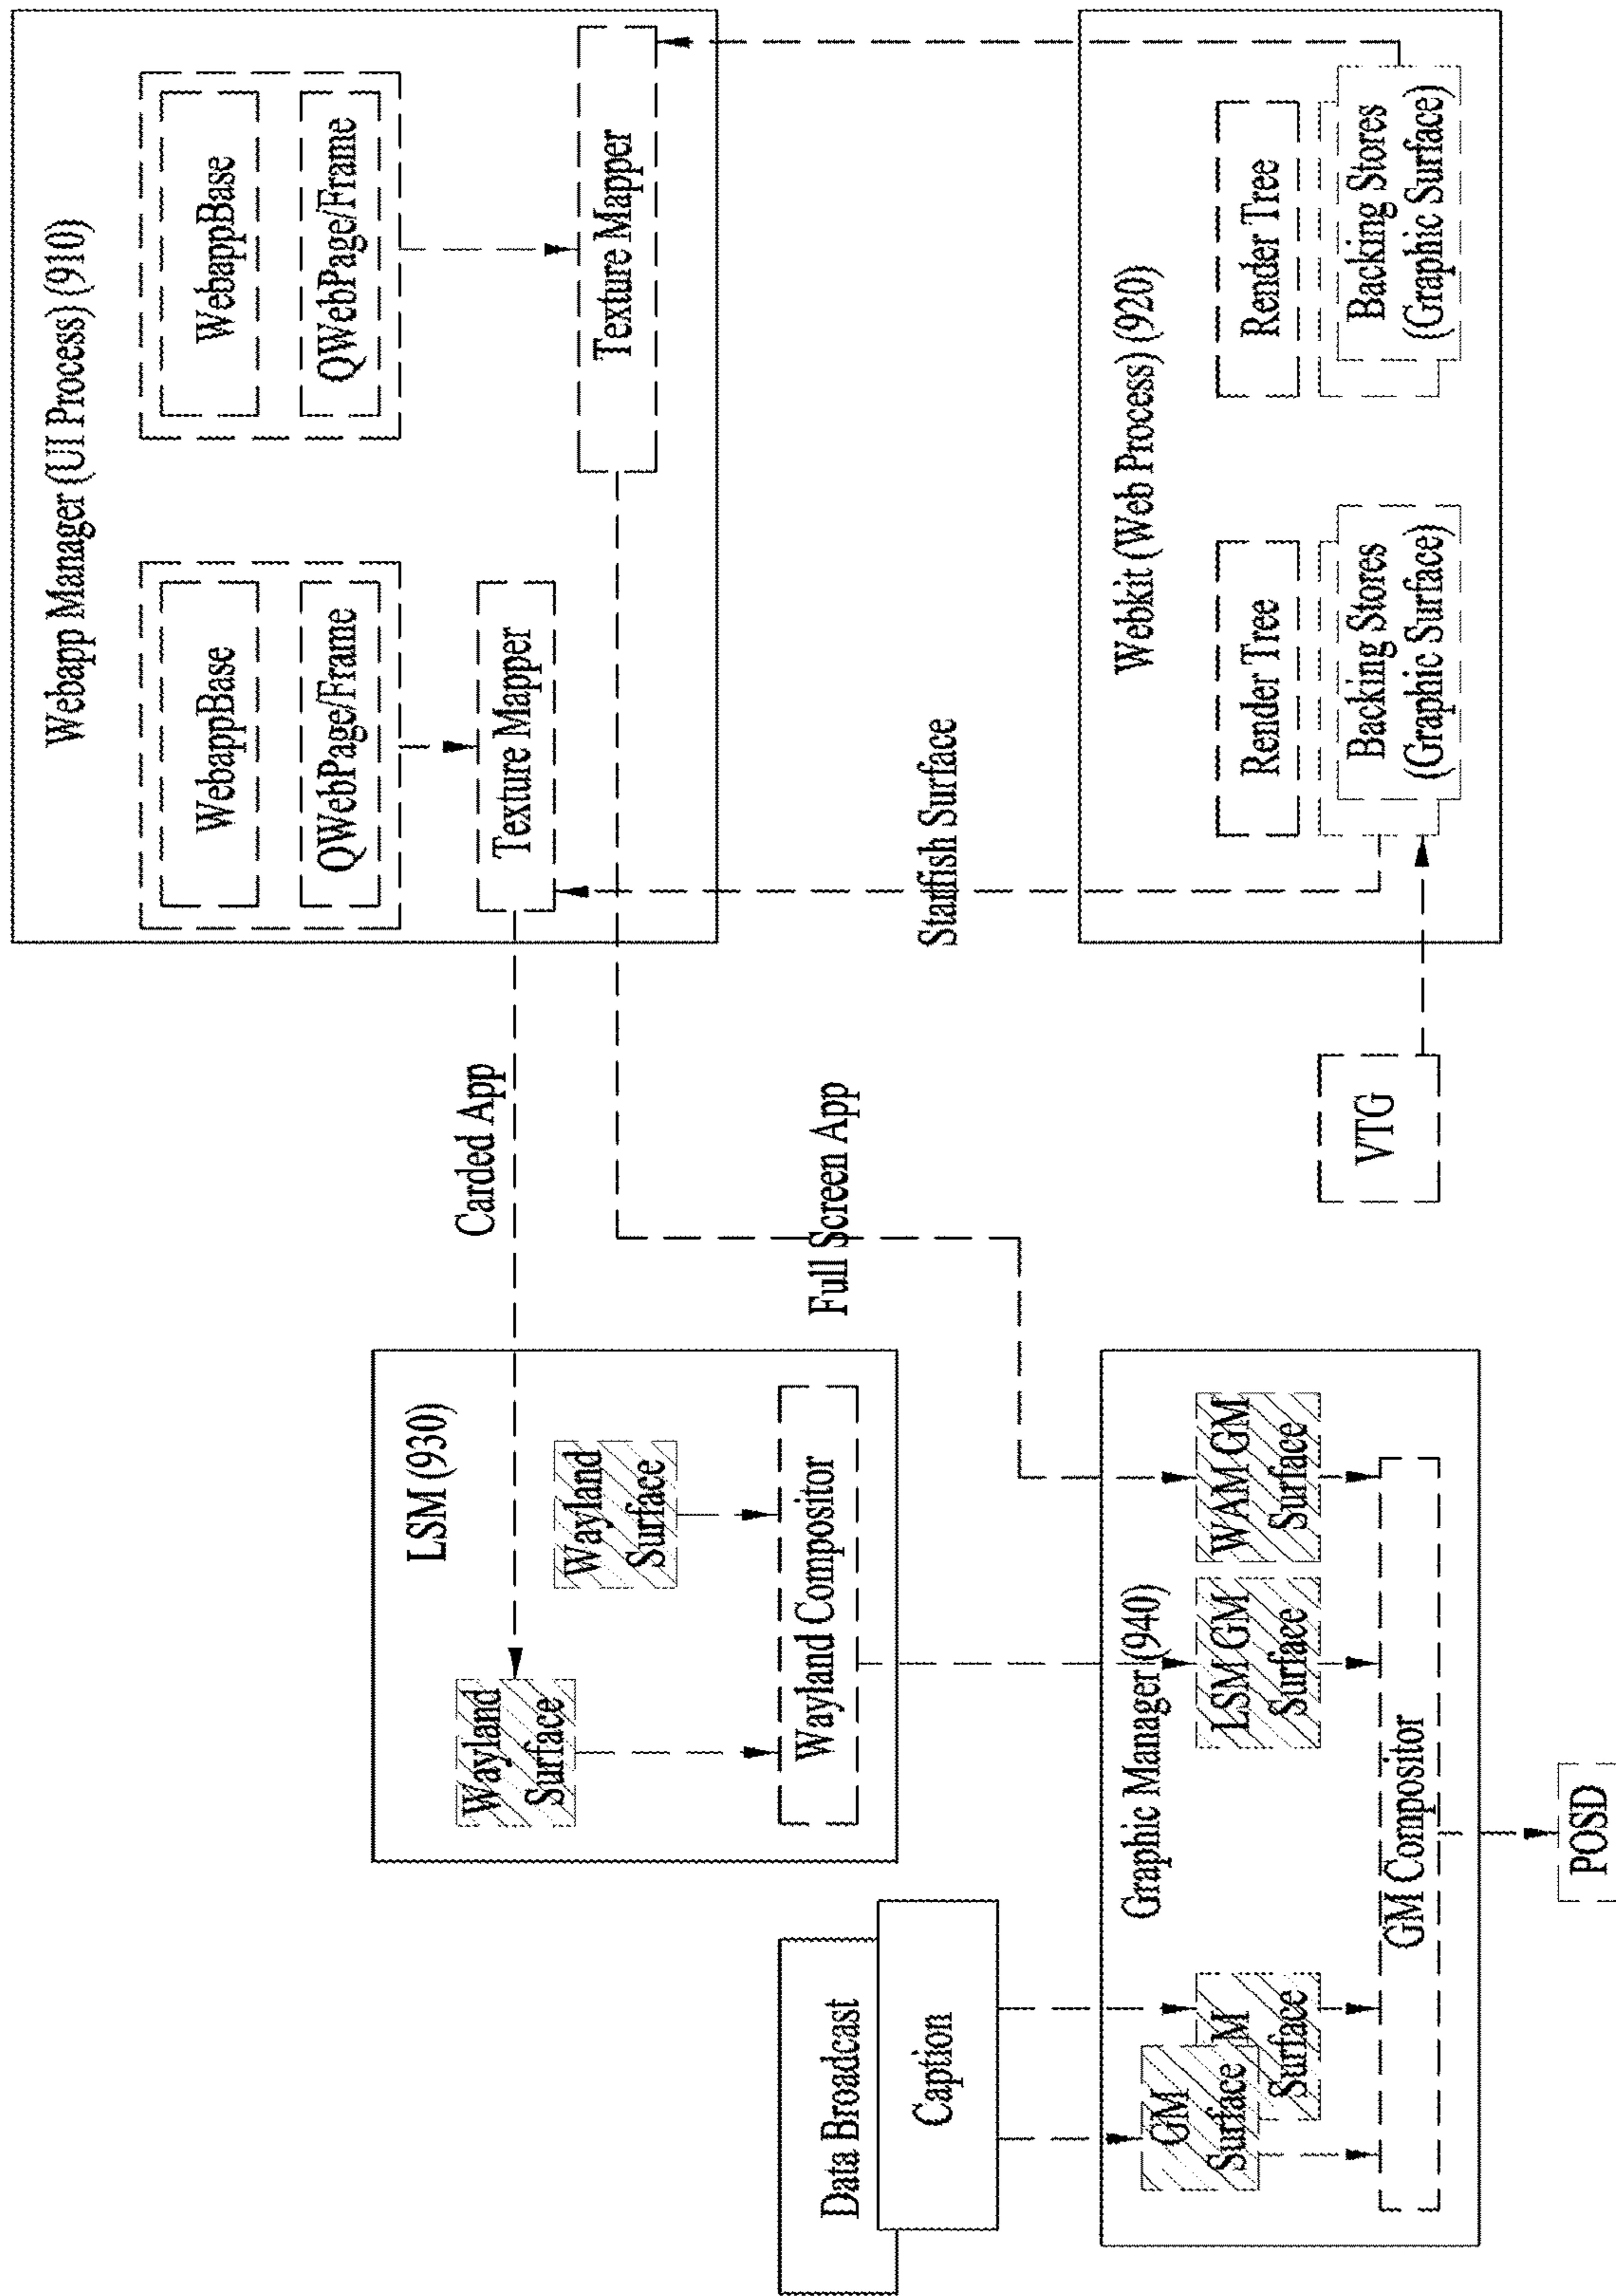 Webapp Manager (UI Process) (910)
WebappBase
QWebPage/Frame
Texture Mapper
WebappBase
QWebPage/Frame
Texture Mapper
Carded App
Full Screen App
Starfish Surface
LSM (930)
Wayland
Surface
Wayland
Surface
Wayland Compositor
Data Broadcast
Caption
Graphic Manager (940)
GM
Surface
M
Surface
LSM GM
Surface
WAM GM
Surface
GM Compositor
POSD
VTG
Webkit (Web Process) (920)
Render Tree
Backing Stores
(Graphic Surface)
Render Tree
Backing Stores
(Graphic Surface)